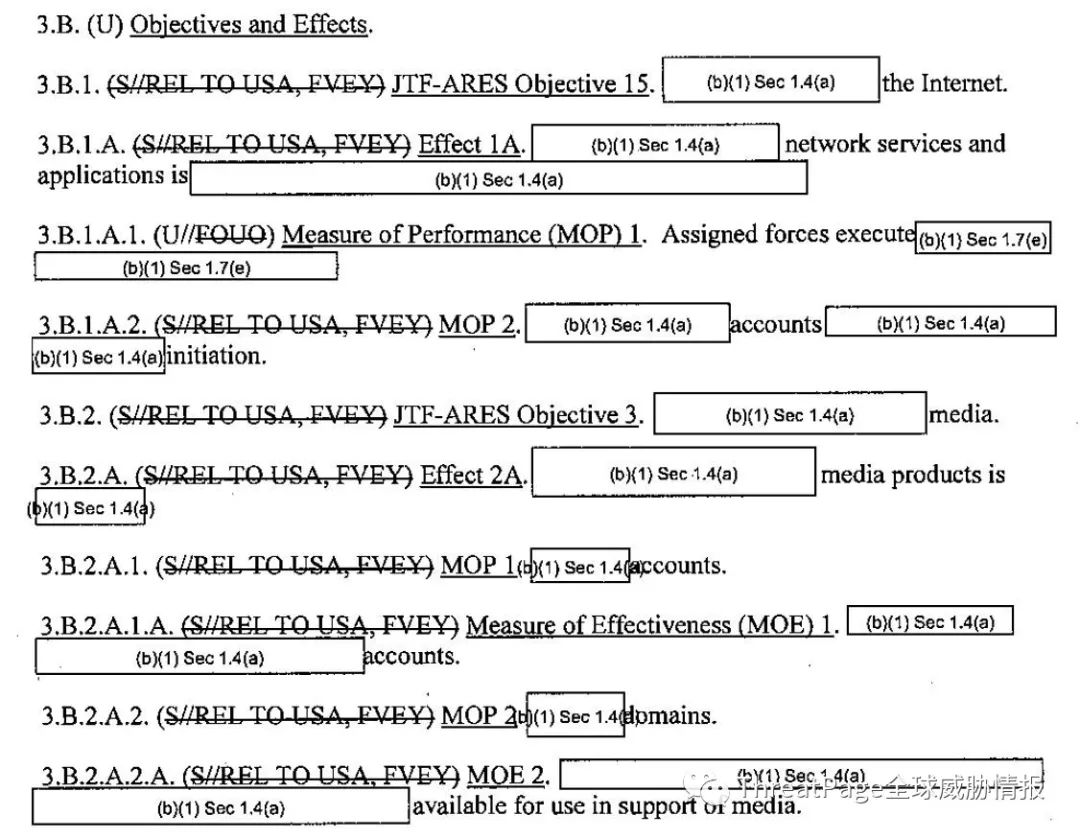 3.B. (U) Objectives and Effects.
3.B.1. (S//REL TO USA, FVEY) JTF-ARES Objective 15. (b)(1) Sec 1.4(a) the Internet.
3.B.1.A. (S//REL TO USA, FVEY) Effect 1A. (b)(1) Sec 1.4(a) network services and
applications is (b)(1) Sec 1.4(a)
3.B.1.A.1. (U//FOUO) Measure of Performance (MOP) 1. Assigned forces execute (b)(1) Sec 1.7(e)
(b)(1) Sec 1.7(e)
3.B.1.A.2. (S//REL TO USA, FVEY) MOP 2. (b)(1) Sec 1.4(a) accounts (b)(1) Sec 1.4(a)
(b)(1) Sec 1.4(a) initiation.
3.B.2. (S//REL TO USA, FVEY) JTF-ARES Objective 3. (b)(1) Sec 1.4(a) media.
3.B.2.A. (S//REL TO USA, FVEY) Effect 2A. (b)(1) Sec 1.4(a) media products is
(b)(1) Sec 1.4(a)
3.B.2.A.1. (S//REL TO USA, FVEY) MOP 1 (b)(1) Sec 1.4(a) accounts.
3.B.2.A.1.A. (S//REL TO USA, FVEY) Measure of Effectiveness (MOE) 1. (b)(1) Sec 1.4(a)
(b)(1) Sec 1.4(a) accounts.
3.B.2.A.2. (S//REL TO USA, FVEY) MOP 2 (b)(1) Sec 1.4(a) domains.
3.B.2.A.2.A. (S//REL TO USA, FVEY) MOE 2. (b)(1) Sec 1.4(a)
(b)(1) Sec 1.4(a) available for use in support of media.
ThreatPage全球威胁情报